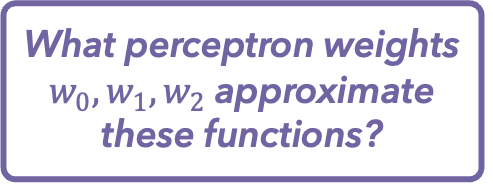 What perceptron weights
w₀, w₁, w₂ approximate
these functions?